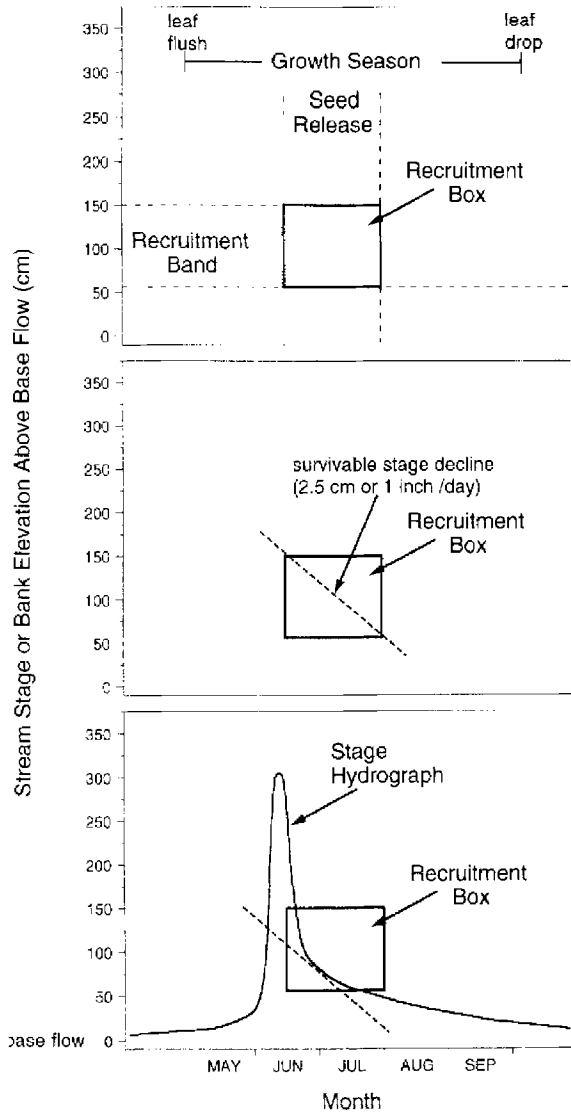 Stream Stage or Bank Elevation Above Base Flow (cm)
350
300
250
200
150
100
50
0
leaf
flush
leaf
drop
Growth Season
Seed
Release
Recruitment
Box
Recruitment
Band
350
300
250
200
150
100
50
0
survivable stage decline
(2.5 cm or 1 inch /day)
Recruitment
Box
350
300
250
200
150
100
50
base flow 0
Stage
Hydrograph
Recruitment
Box
MAY JUN JUL AUG SEP
Month